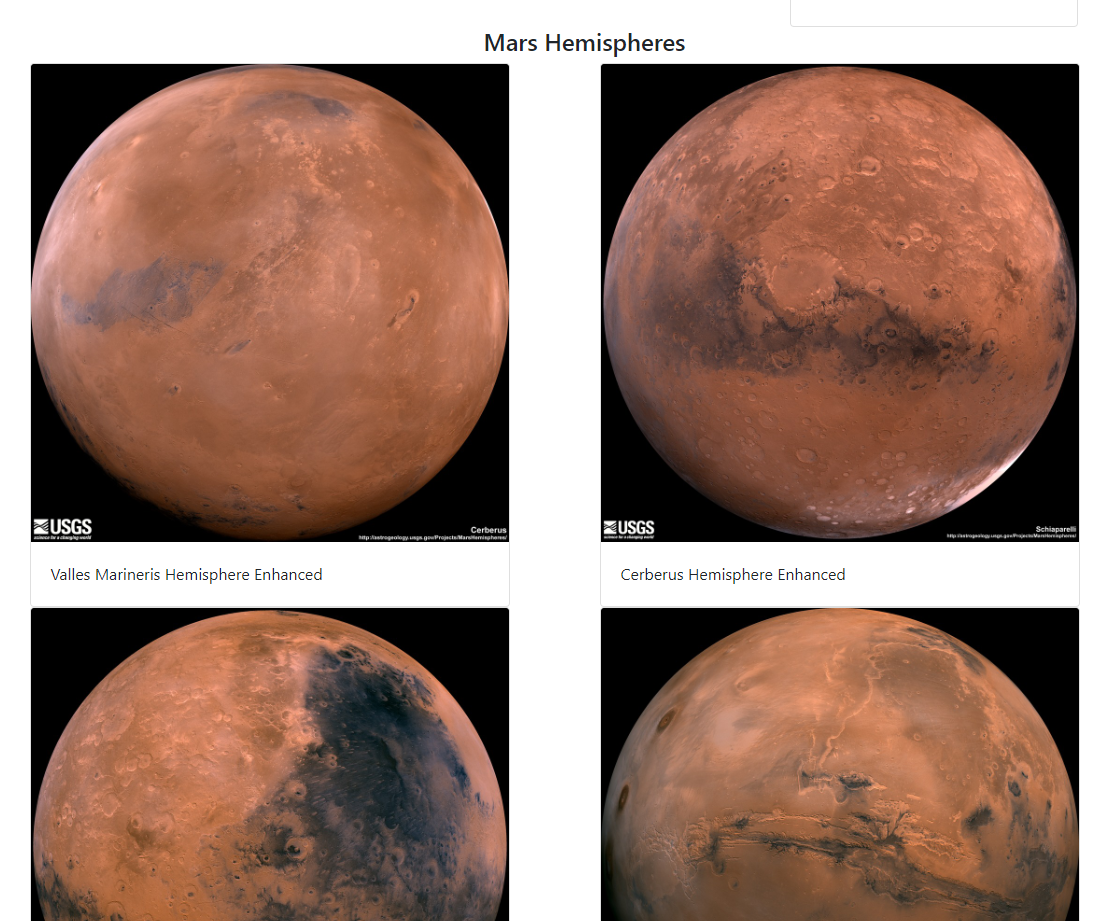 Mars Hemispheres
USGS
science for a changing world
Cerberus
http://astrogeology.usgs.gov/Projects/MarsHemispheres/
USGS
science for a changing world
Schiaparelli
http://astrogeology.usgs.gov/Projects/MarsHemispheres/
Valles Marineris Hemisphere Enhanced
Cerberus Hemisphere Enhanced